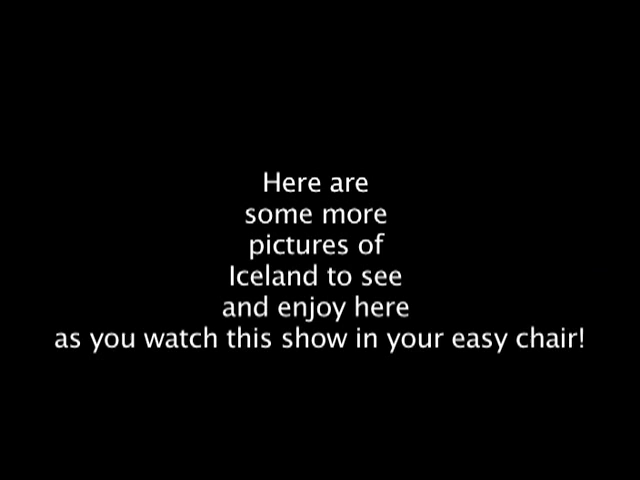 Here are
some more
pictures of
Iceland to see
and enjoy here
as you watch this show in your easy chair!